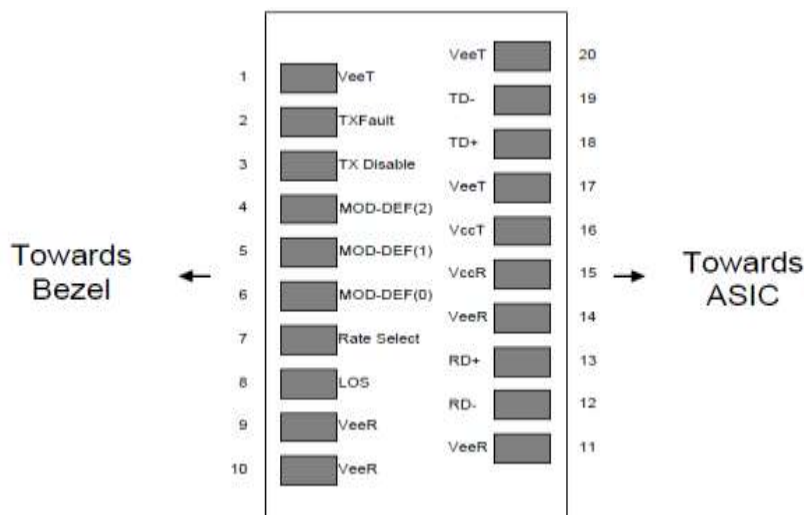 1 VeeT
2 TXFault
3 TX Disable
4 MOD-DEF(2)
5 MOD-DEF(1)
6 MOD-DEF(0)
7 Rate Select
8 LOS
9 VeeR
10 VeeR
VeeT 20
TD- 19
TD+ 18
VeeT 17
VccT 16
VccR 15
VeeR 14
RD+ 13
RD- 12
VeeR 11
Towards
Bezel
Towards
ASIC